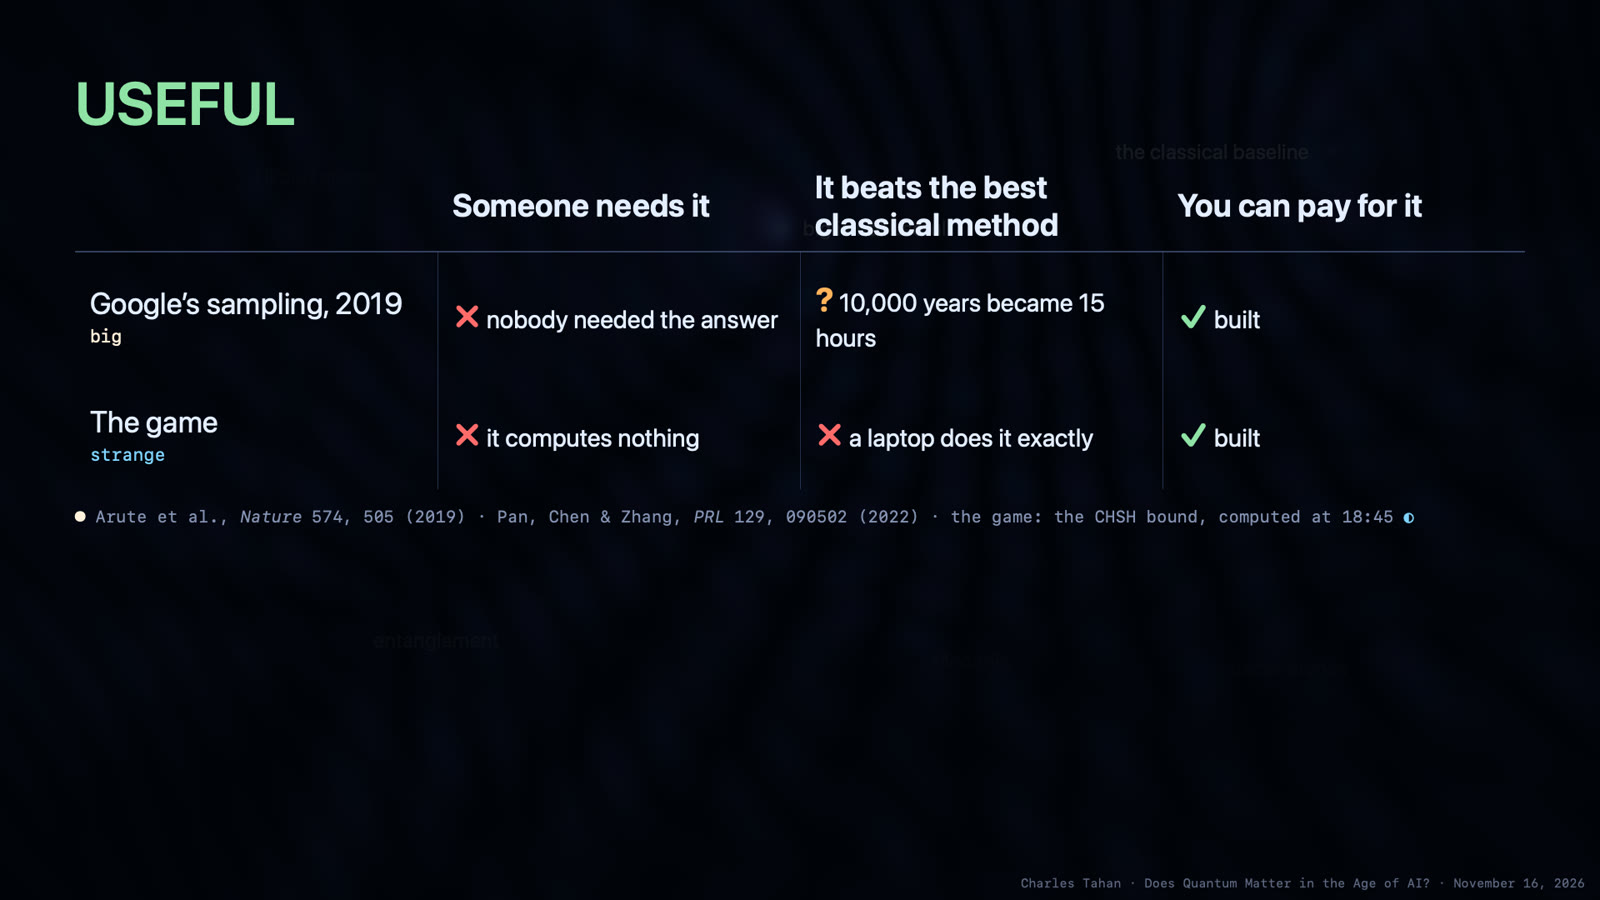 USEFUL
the classical baseline
Someone needs it
It beats the best
classical method
You can pay for it
Google’s sampling, 2019
big
❌ nobody needed the answer
? 10,000 years became 15
hours
✓ built
The game
strange
❌ it computes nothing
❌ a laptop does it exactly
✓ built
Arute et al., Nature 574, 505 (2019) · Pan, Chen & Zhang, PRL 129, 090502 (2022) · the game: the CHSH bound, computed at 18:45
entanglement
Charles Tahan · Does Quantum Matter in the Age of AI? · November 16, 2026